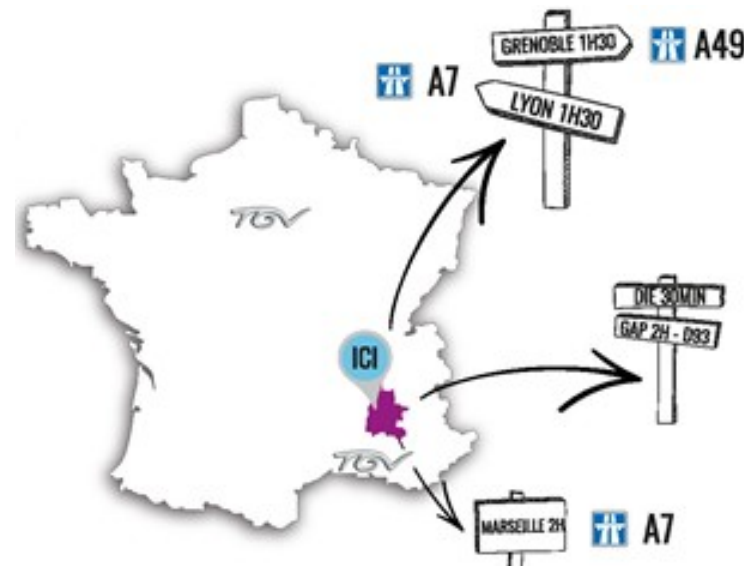 GRENOBLE 1H30
A49
A7
LYON 1H30
TGV
DIE 30MIN
GAP 2H - D93
ICI
TGV
MARSEILLE 2H
A7